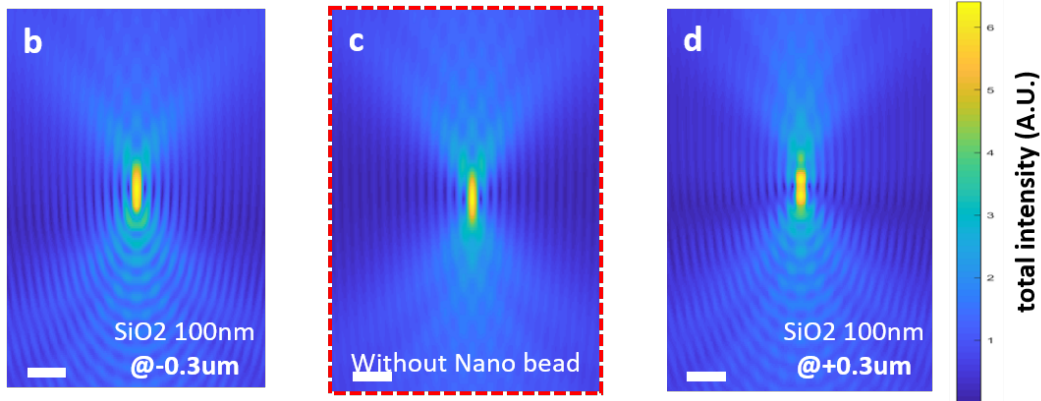 b
SiO2 100nm
@-0.3um
c
Without Nano bead
d
SiO2 100nm
@+0.3um
6
5
4
3
2
1
total intensity (A.U.)